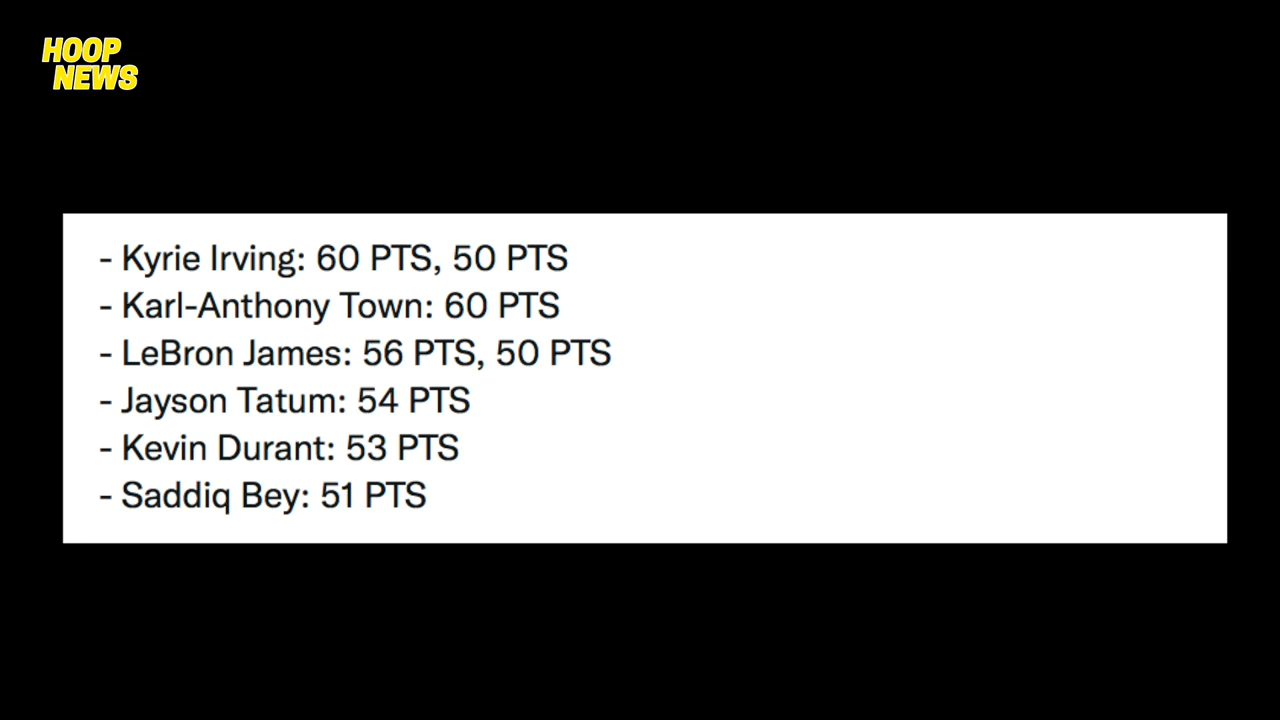 HOOP
NEWS
- Kyrie Irving: 60 PTS, 50 PTS
- Karl-Anthony Town: 60 PTS
- LeBron James: 56 PTS, 50 PTS
- Jayson Tatum: 54 PTS
- Kevin Durant: 53 PTS
- Saddiq Bey: 51 PTS